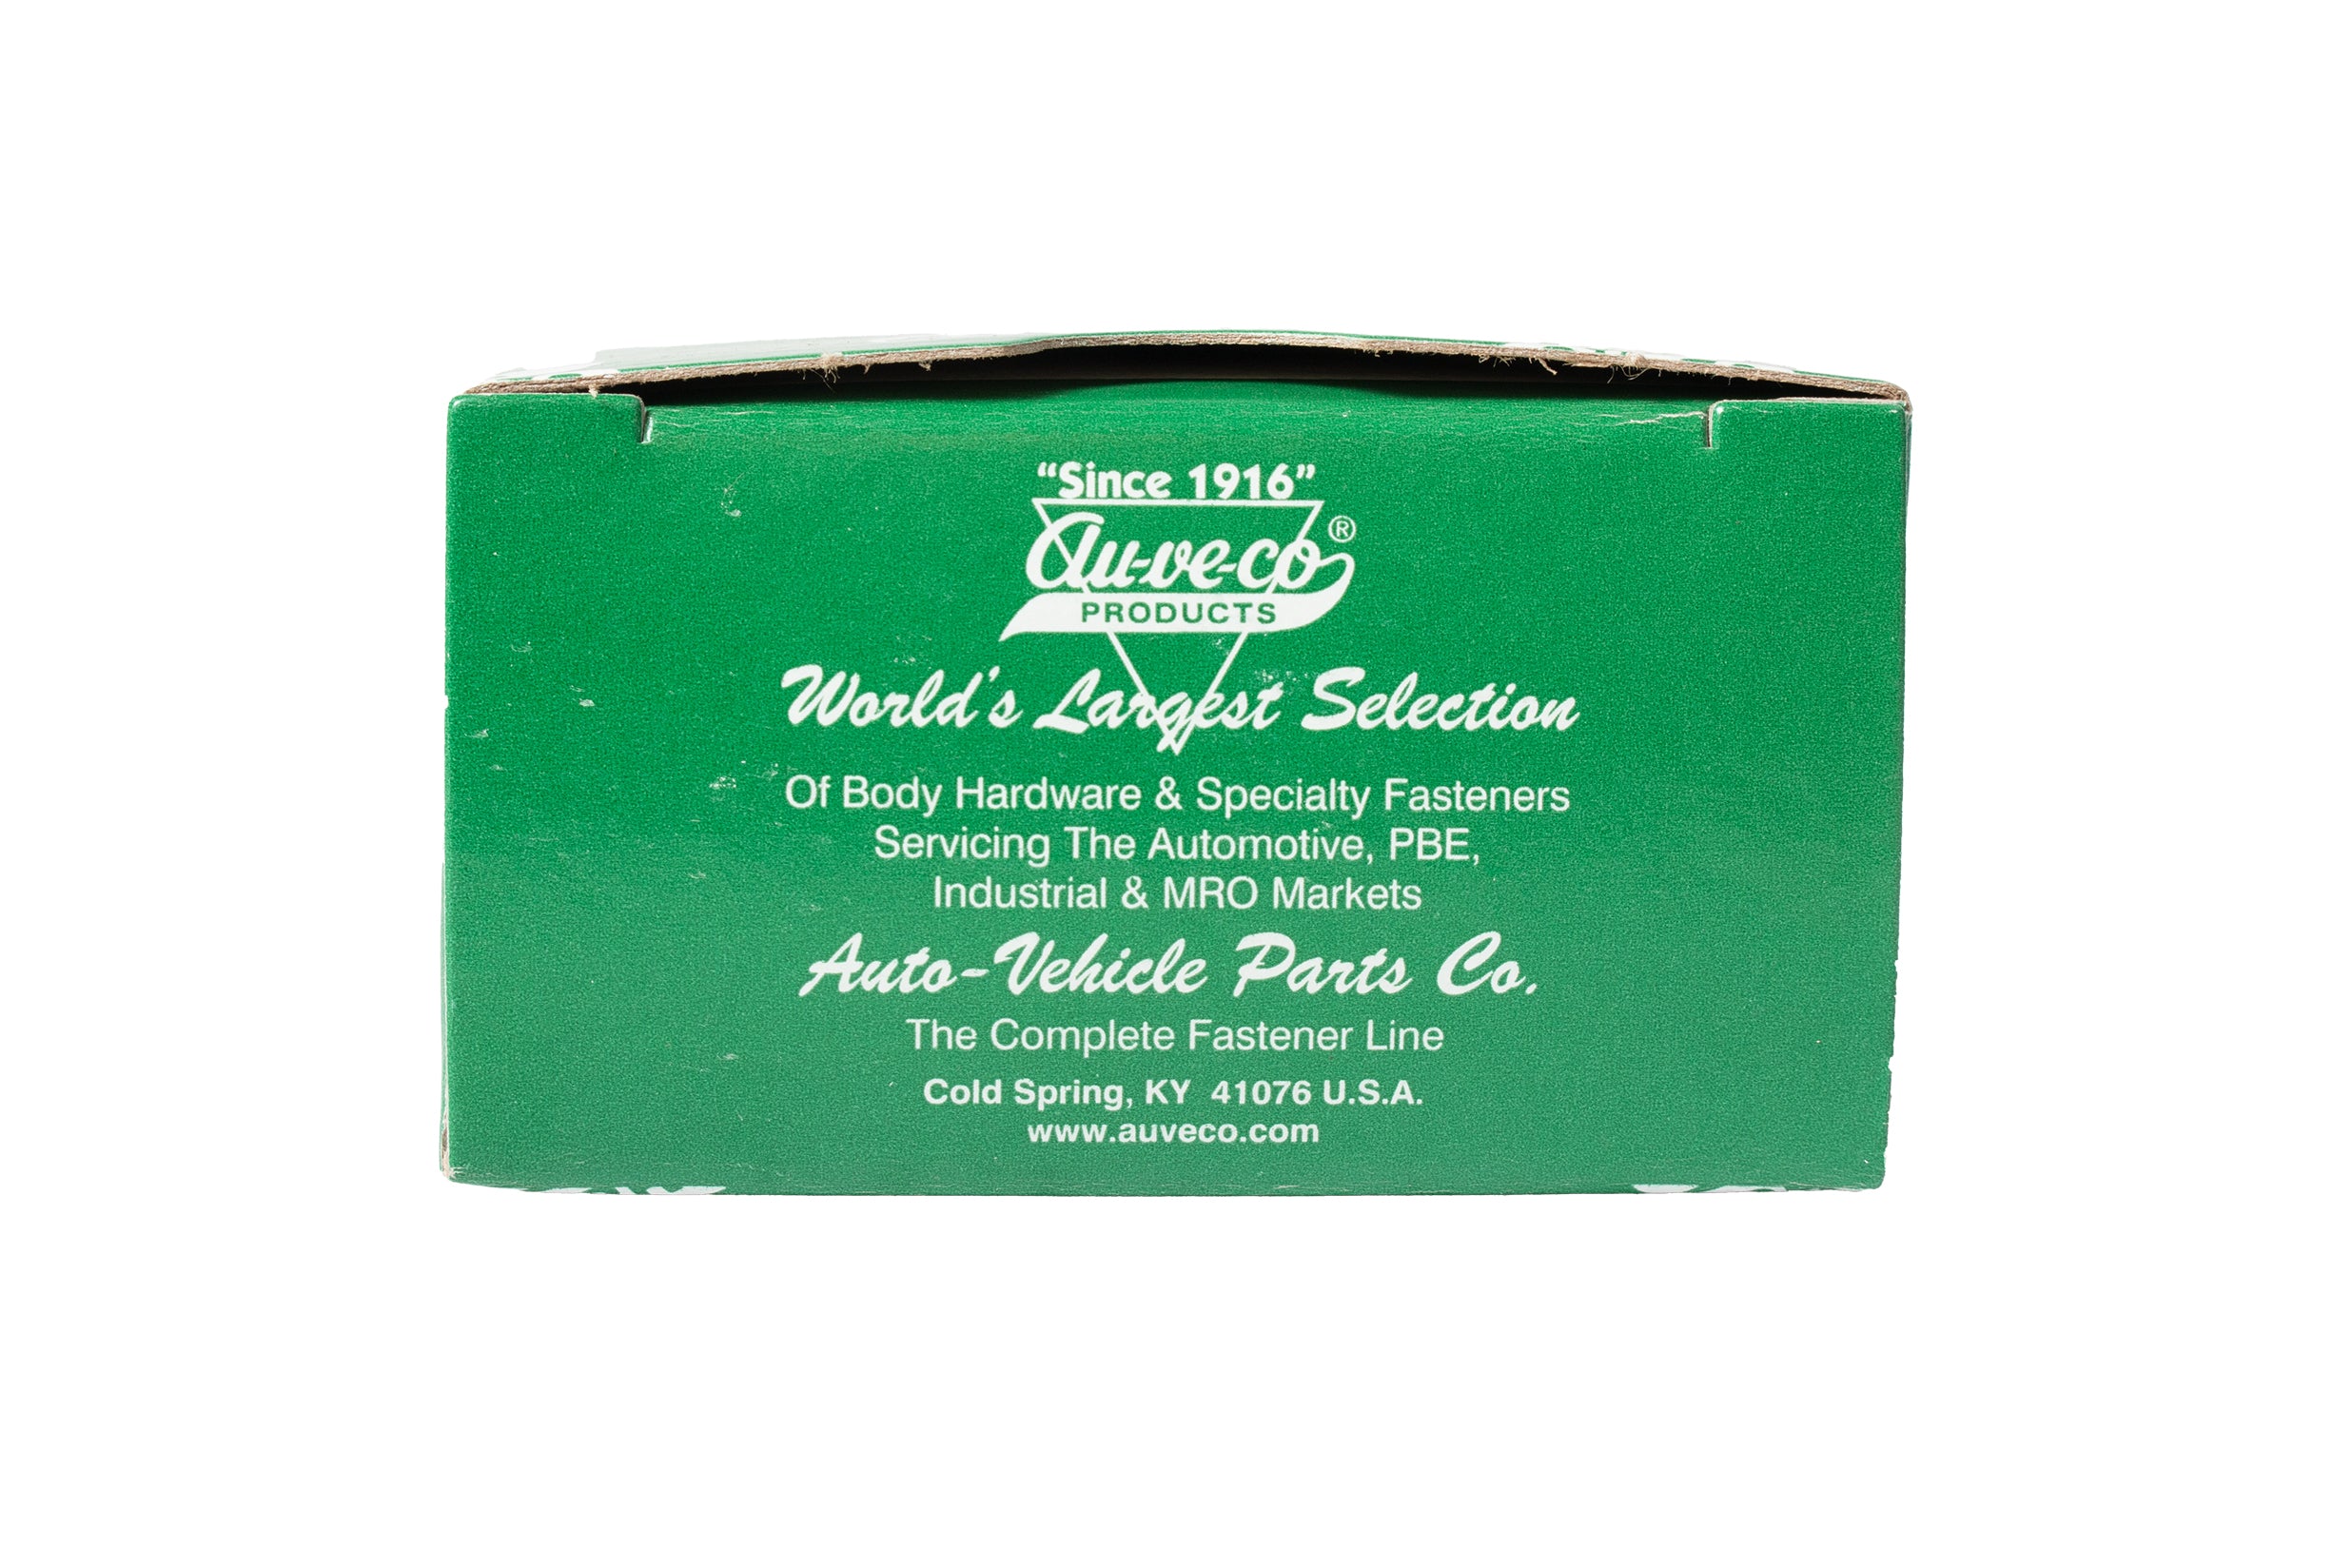 “Since 1916”
Au-ve-co®
PRODUCTS
World's Largest Selection
Of Body Hardware & Specialty Fasteners
Servicing The Automotive, PBE,
Industrial & MRO Markets
Auto-Vehicle Parts Co.
The Complete Fastener Line
Cold Spring, KY 41076 U.S.A.
www.auveco.com